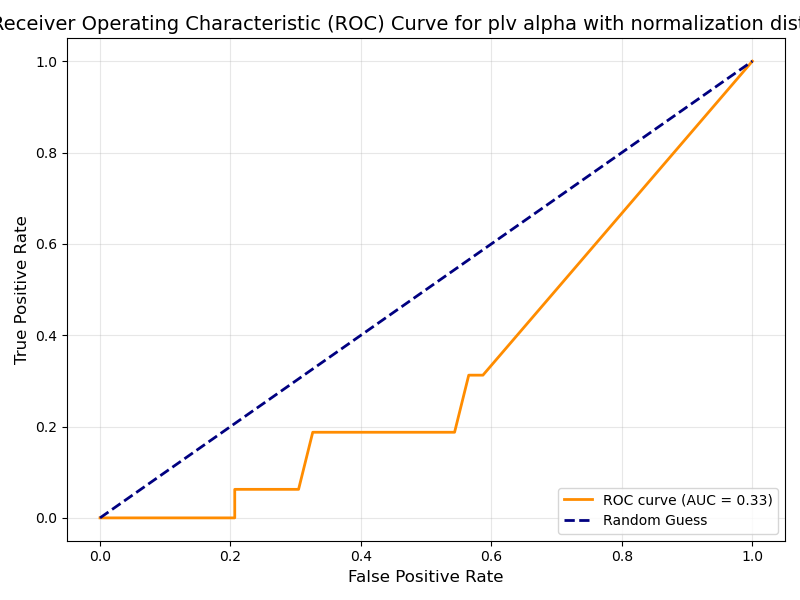 Receiver Operating Characteristic (ROC) Curve for plv alpha with normalization dist
1.0
0.8
0.6
0.4
0.2
0.0
True Positive Rate
0.0 0.2 0.4 0.6 0.8 1.0
False Positive Rate
ROC curve (AUC = 0.33)
Random Guess